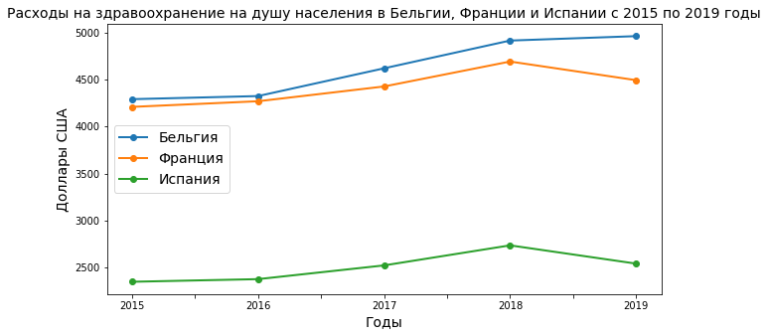 Расходы на здравоохранение на душу населения в Бельгии, Франции и Испании с 2015 по 2019 годы
5000
4500
4000
3500
3000
2500
Доллары США
Бельгия
Франция
Испания
2015 2016 2017 2018 2019
Годы